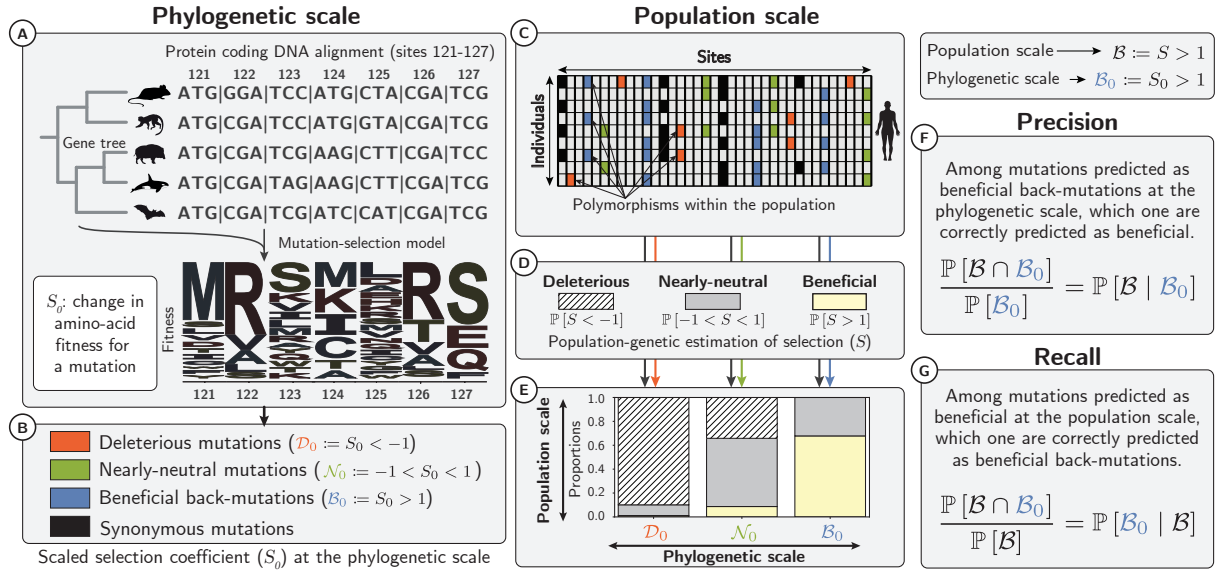 Phylogenetic scale
A
Protein coding DNA alignment (sites 121-127)
121 122 123 124 125 126 127
ATG|GGA|TCC|ATG|CTA|CGA|TCG
ATG|CGA|TCC|ATG|GTA|CGA|TCG
Gene tree
ATG|CGA|TCG|AAG|CTT|CGA|TCC
ATG|CGA|TAG|AAG|CTT|CGA|TCG
ATG|CGA|TCG|ATC|CAT|CGA|TCG
Mutation-selection model
S₀: change in
amino-acid
fitness for
a mutation
Fitness
121 122 123 124 125 126 127
B
Deleterious mutations (𝒟₀ := S₀ < −1)
Nearly-neutral mutations (𝒩₀ := −1 < S₀ < 1)
Beneficial back-mutations (ℬ₀ := S₀ > 1)
Synonymous mutations
Scaled selection coefficient (S₀) at the phylogenetic scale
Population scale
C
Sites
Individuals
Polymorphisms within the population
D
Deleterious Nearly-neutral Beneficial
ℙ [S < −1] ℙ [−1 < S < 1] ℙ [S > 1]
Population-genetic estimation of selection (S)
E
Population scale
Proportions
1.0
0.8
0.6
0.4
0.2
0.0
𝒟₀ 𝒩₀ ℬ₀
Phylogenetic scale
Population scale → ℬ := S > 1
Phylogenetic scale → ℬ₀ := S₀ > 1
Precision
F
Among mutations predicted as
beneficial back-mutations at the
phylogenetic scale, which one are
correctly predicted as beneficial.
ℙ [ℬ ∩ ℬ₀]
ℙ [ℬ₀]
= ℙ [ℬ | ℬ₀]
Recall
G
Among mutations predicted as
beneficial at the population scale,
which one are correctly predicted
as beneficial back-mutations.
ℙ [ℬ ∩ ℬ₀]
ℙ [ℬ]
= ℙ [ℬ₀ | ℬ]